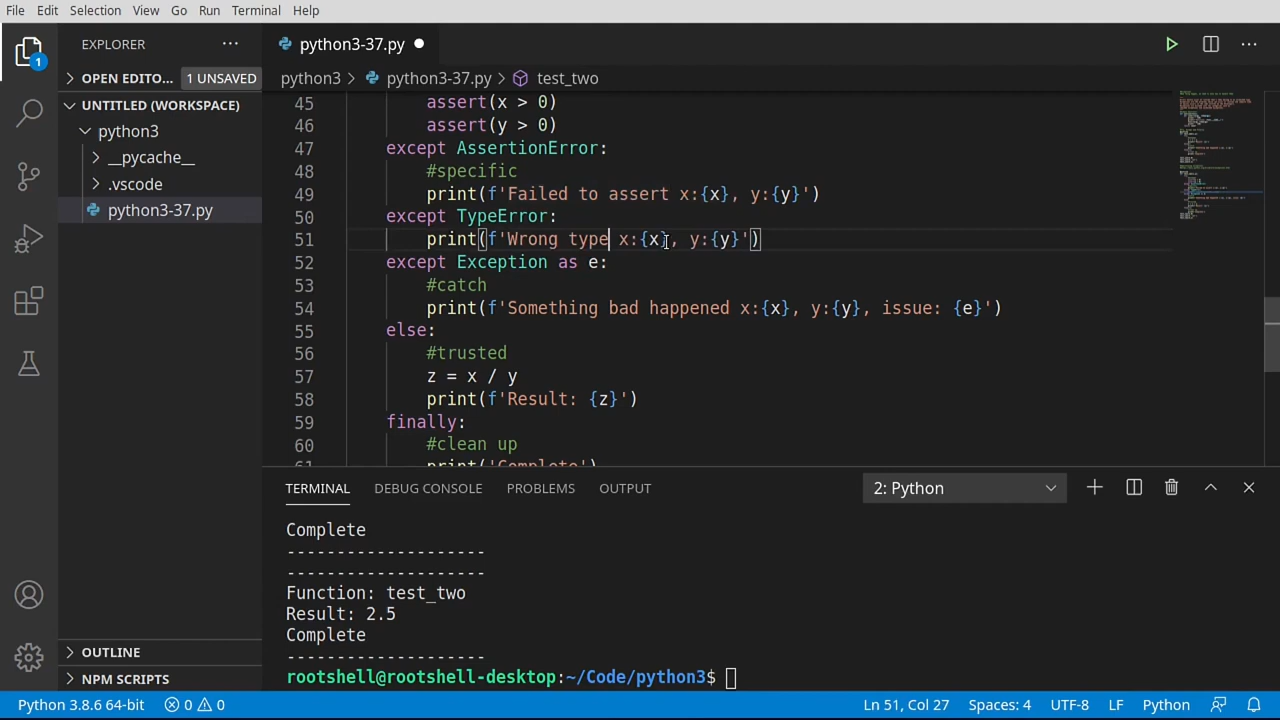 File Edit Selection View Go Run Terminal Help
EXPLORER
python3-37.py
1
OPEN EDITO... 1 UNSAVED
python3 python3-37.py test_two
UNTITLED (WORKSPACE)
python3
__pycache__
.vscode
python3-37.py
45 assert(x > 0)
46 assert(y > 0)
47 except AssertionError:
48 #specific
49 print(f'Failed to assert x:{x}, y:{y}')
50 except TypeError:
51 print(f'Wrong type x:{x}, y:{y}')
52 except Exception as e:
53 #catch
54 print(f'Something bad happened x:{x}, y:{y}, issue: {e}')
55 else:
56 #trusted
57 z = x / y
58 print(f'Result: {z}')
59 finally:
60 #clean up
61 print('Complete')
TERMINAL DEBUG CONSOLE PROBLEMS OUTPUT 2: Python
Complete
--------------------
--------------------
Function: test_two
Result: 2.5
Complete
--------------------
rootshell@rootshell-desktop:~/Code/python3$
OUTLINE
NPM SCRIPTS
Python 3.8.6 64-bit 0 0 Ln 51, Col 27 Spaces: 4 UTF-8 LF Python